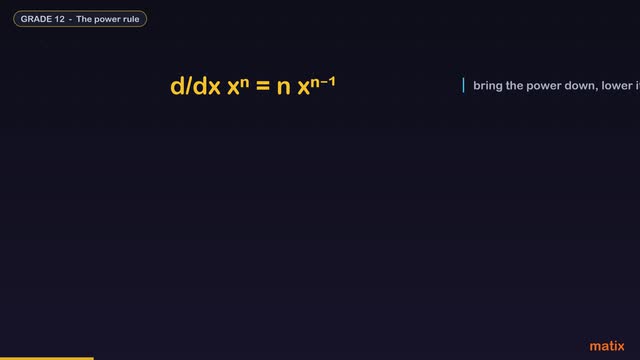 GRADE 12 - The power rule
d/dx xⁿ = n xⁿ⁻¹
bring the power down, lower i
matix